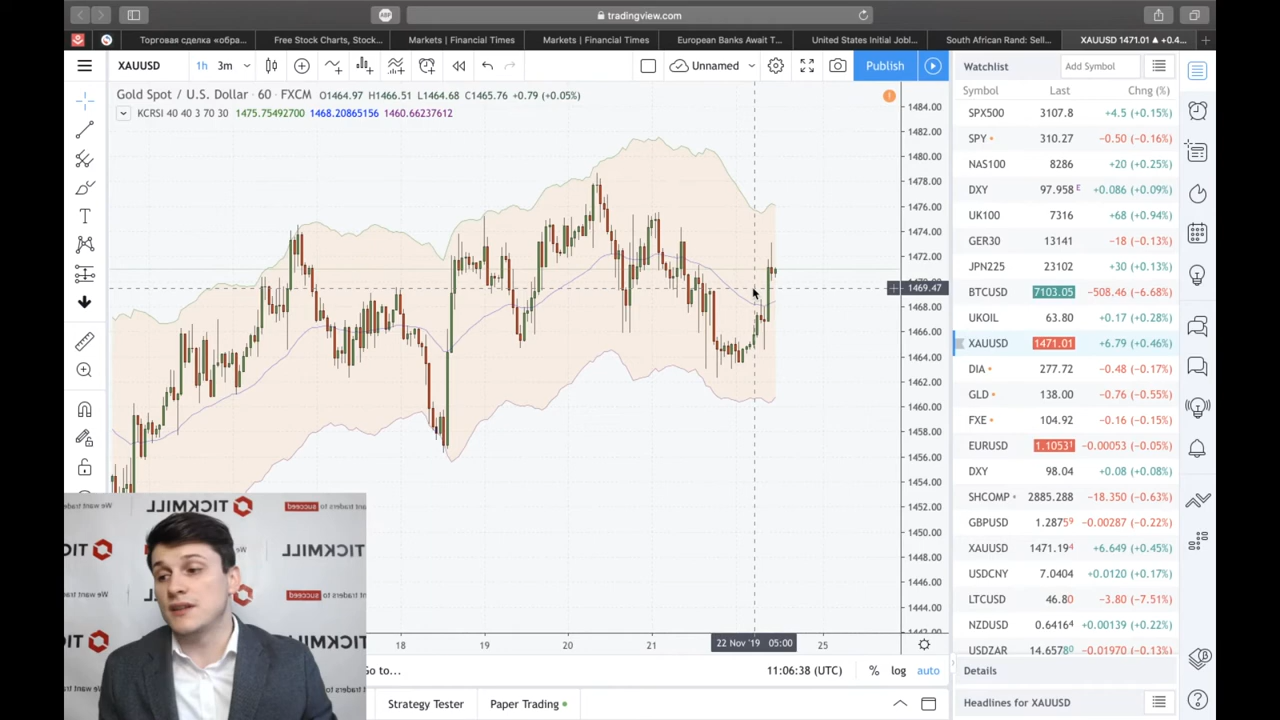 tradingview.com
Торговая сделка «обра...
Free Stock Charts, Stock...
Markets | Financial Times
Markets | Financial Times
European Banks Await T...
United States Initial Jobl...
South African Rand: Sell...
XAUUSD 1471.01 ▲ +0.4...
XAUUSD
1h
3m
Unnamed
Publish
Watchlist
Add Symbol
Gold Spot / U.S. Dollar · 60 · FXCM O1464.97 H1466.51 L1464.68 C1465.76 +0.79 (+0.05%)
KCRSI 40 40 3 70 30 1475.75492700 1468.20865156 1460.66237612
1484.00
1482.00
1480.00
1478.00
1476.00
1474.00
1472.00
1469.47
1468.00
1466.00
1464.00
1462.00
1460.00
1458.00
1456.00
1454.00
1452.00
1450.00
1448.00
1446.00
1444.00
18
19
20
21
22 Nov '19 05:00
25
Symbol Last Chng (%)
SPX500 3107.8 +4.5 (+0.15%)
SPY 310.27 −0.50 (−0.16%)
NAS100 8286 +20 (+0.25%)
DXY 97.958 E +0.086 (+0.09%)
UK100 7316 +68 (+0.94%)
GER30 13141 −18 (−0.13%)
JPN225 23102 +30 (+0.13%)
BTCUSD 7103.05 −508.46 (−6.68%)
UKOIL 63.80 +0.17 (+0.28%)
XAUUSD 1471.01 +6.79 (+0.46%)
DIA 277.72 −0.48 (−0.17%)
GLD 138.00 −0.76 (−0.55%)
FXE 104.92 −0.16 (−0.15%)
EURUSD 1.10531 −0.00053 (−0.05%)
DXY 98.04 +0.08 (+0.08%)
SHCOMP 2885.288 −18.350 (−0.63%)
GBPUSD 1.28759 −0.00287 (−0.22%)
XAUUSD 1471.194 +6.649 (+0.45%)
USDCNY 7.0404 +0.0120 (+0.17%)
LTCUSD 46.80 −3.80 (−7.51%)
NZDUSD 0.64164 +0.00139 (+0.22%)
USDZAR 14.65780 −0.01970 (−0.13%)
Details
Headlines for XAUUSD
TICKMILL
succeed
We want traders to
TICKMILL
succeed
o to...
11:06:38 (UTC)
%
log
auto
Strategy Tester
Paper Trading